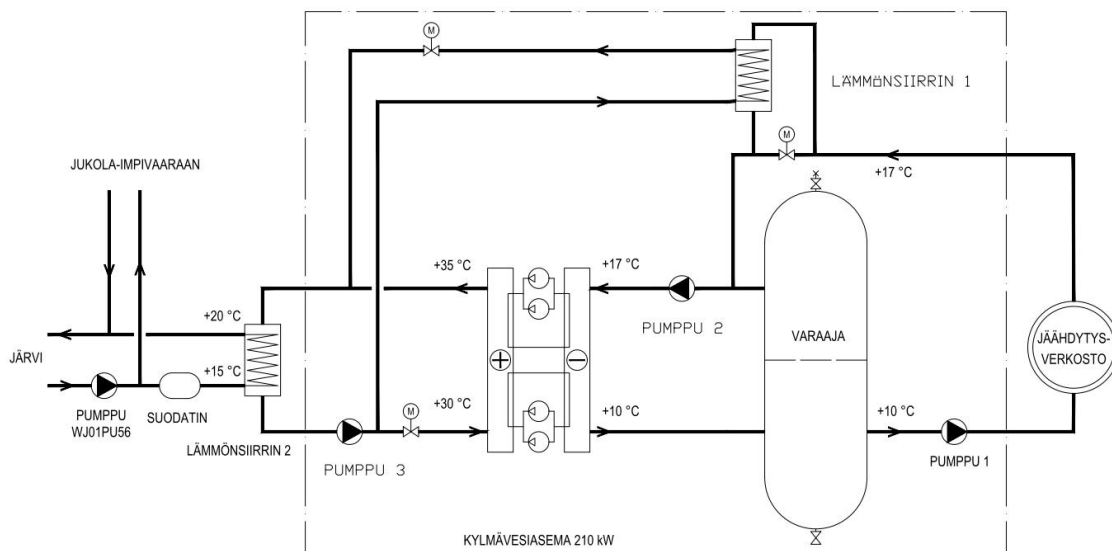 M
LÄMMÖNSIIRRIN 1
M
+17 °C
JUKOLA-IMPIVAARAAN
+35 °C
+17 °C
PUMPPU 2
VARAAJA
JÄÄHDYTYS-
VERKOSTO
+20 °C
JÄRVI
+15 °C
PUMPPU
WJ01PU56
SUODATIN
LÄMMÖNSIIRRIN 2
M
+30 °C
+10 °C
+10 °C
PUMPPU 3
PUMPPU 1
KYLMÄVESIASEMA 210 kW